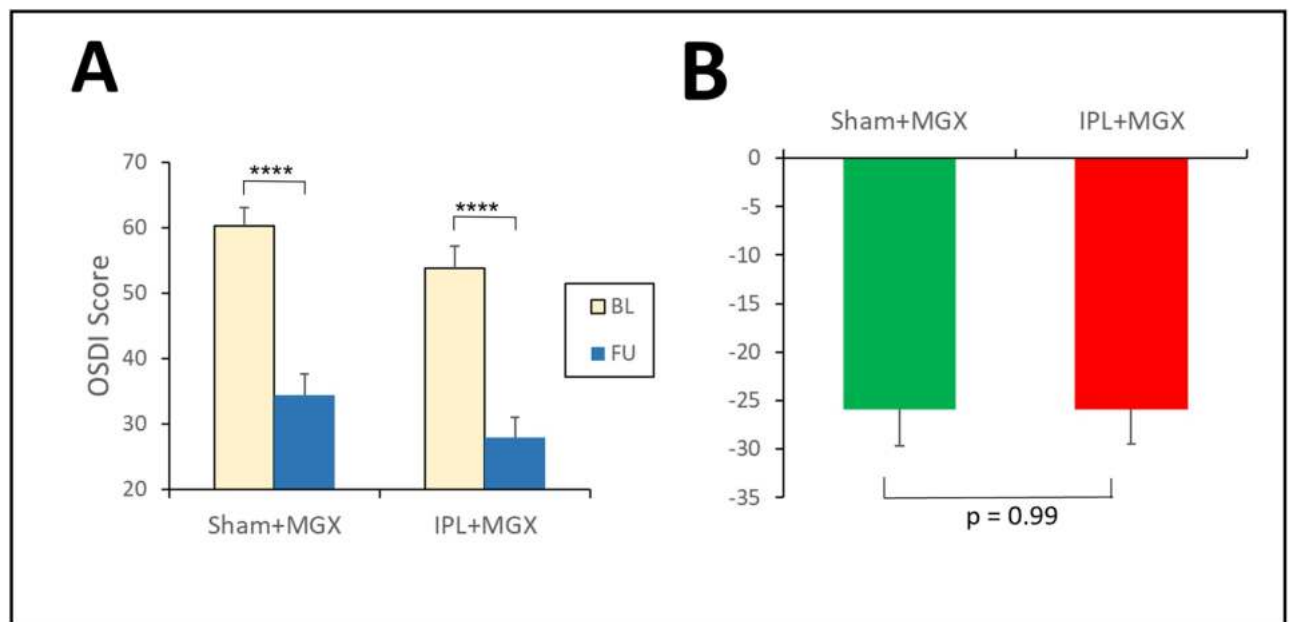 A
OSDI Score
70
60
50
40
30
20
****
****
Sham+MGX
IPL+MGX
BL
FU
B
Sham+MGX
IPL+MGX
0
-5
-10
-15
-20
-25
-30
-35
p = 0.99